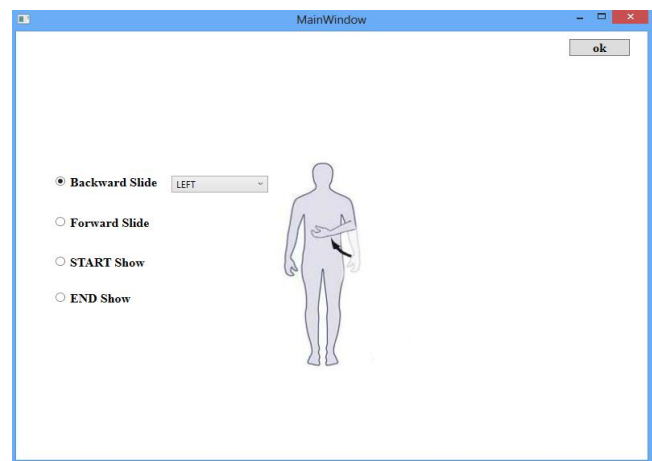 MainWindow
ok
Backward Slide LEFT
Forward Slide
START Show
END Show